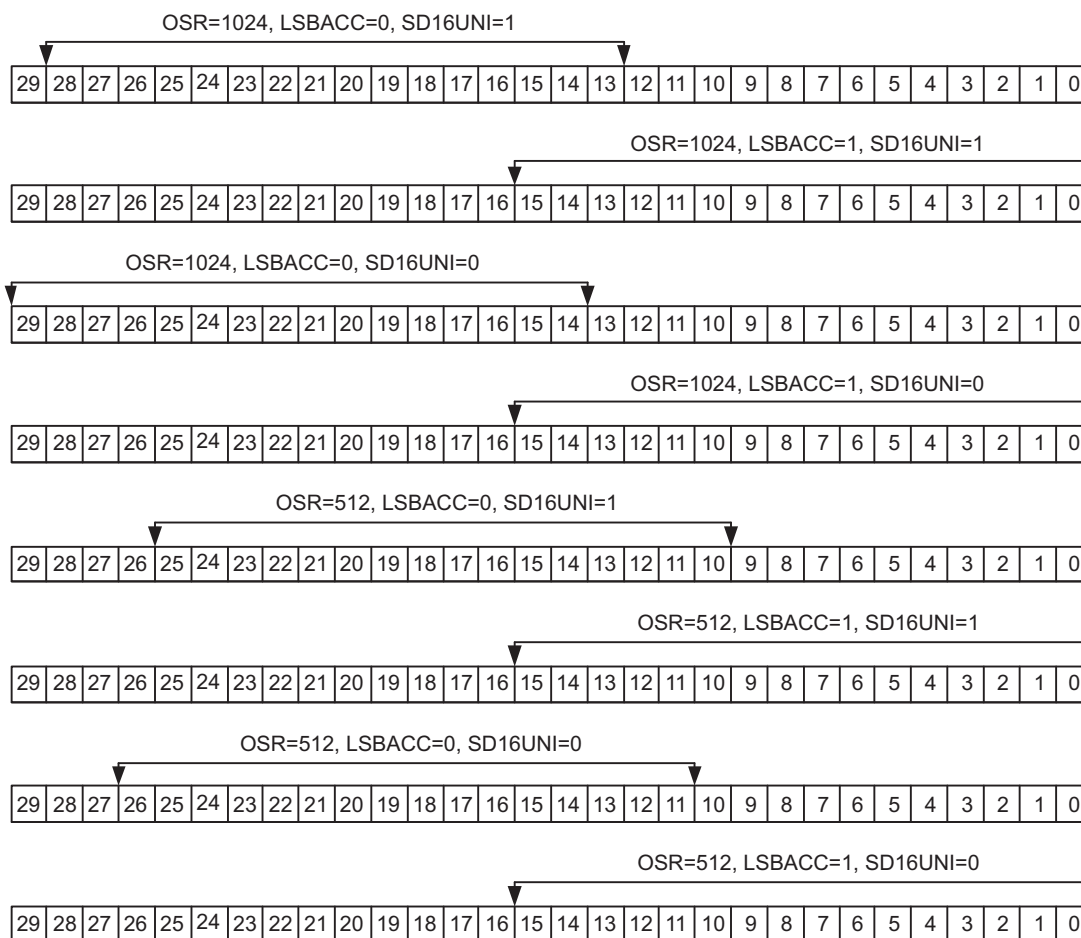 OSR=1024, LSBACC=0, SD16UNI=1
29 28 27 26 25 24 23 22 21 20 19 18 17 16 15 14 13 12 11 10 9 8 7 6 5 4 3 2 1 0
OSR=1024, LSBACC=1, SD16UNI=1
29 28 27 26 25 24 23 22 21 20 19 18 17 16 15 14 13 12 11 10 9 8 7 6 5 4 3 2 1 0
OSR=1024, LSBACC=0, SD16UNI=0
29 28 27 26 25 24 23 22 21 20 19 18 17 16 15 14 13 12 11 10 9 8 7 6 5 4 3 2 1 0
OSR=1024, LSBACC=1, SD16UNI=0
29 28 27 26 25 24 23 22 21 20 19 18 17 16 15 14 13 12 11 10 9 8 7 6 5 4 3 2 1 0
OSR=512, LSBACC=0, SD16UNI=1
29 28 27 26 25 24 23 22 21 20 19 18 17 16 15 14 13 12 11 10 9 8 7 6 5 4 3 2 1 0
OSR=512, LSBACC=1, SD16UNI=1
29 28 27 26 25 24 23 22 21 20 19 18 17 16 15 14 13 12 11 10 9 8 7 6 5 4 3 2 1 0
OSR=512, LSBACC=0, SD16UNI=0
29 28 27 26 25 24 23 22 21 20 19 18 17 16 15 14 13 12 11 10 9 8 7 6 5 4 3 2 1 0
OSR=512, LSBACC=1, SD16UNI=0
29 28 27 26 25 24 23 22 21 20 19 18 17 16 15 14 13 12 11 10 9 8 7 6 5 4 3 2 1 0